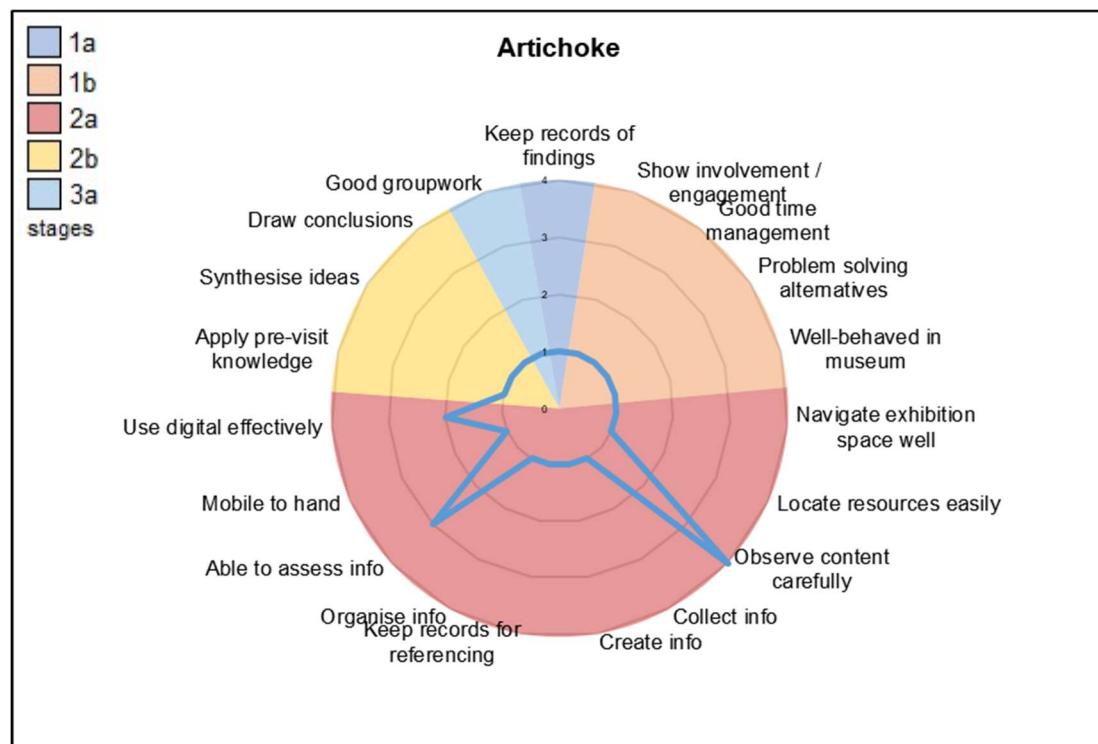 1a
1b
2a
2b
3a
stages
Artichoke
Keep records of
findings
Show involvement /
engagement
Good time
management
Problem solving
alternatives
Well-behaved in
museum
Navigate exhibition
space well
Locate resources easily
Observe content
carefully
Collect info
Create info
Keep records for
referencing
Organise info
Able to assess info
Mobile to hand
Use digital effectively
Apply pre-visit
knowledge
Synthesise ideas
Draw conclusions
Good groupwork
4
3
2
1
0